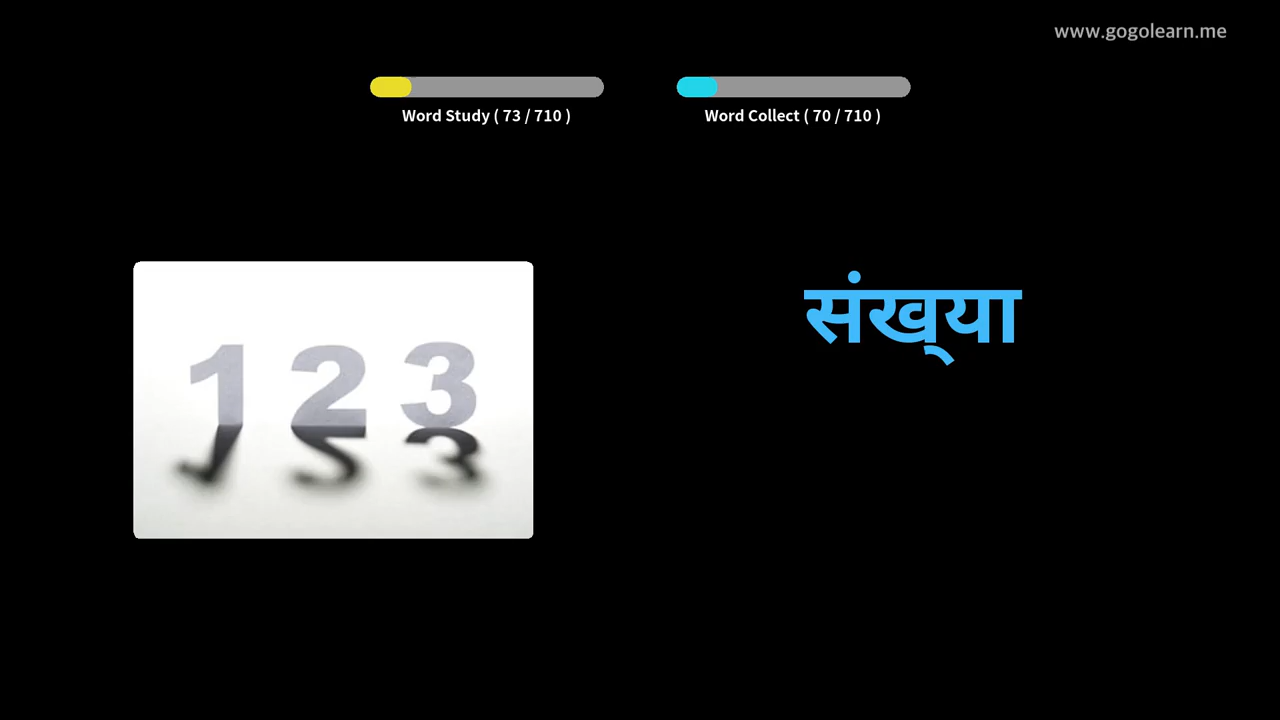 www.gogolearn.me
Word Study ( 73 / 710 )
Word Collect ( 70 / 710 )
1 2 3
संख्या